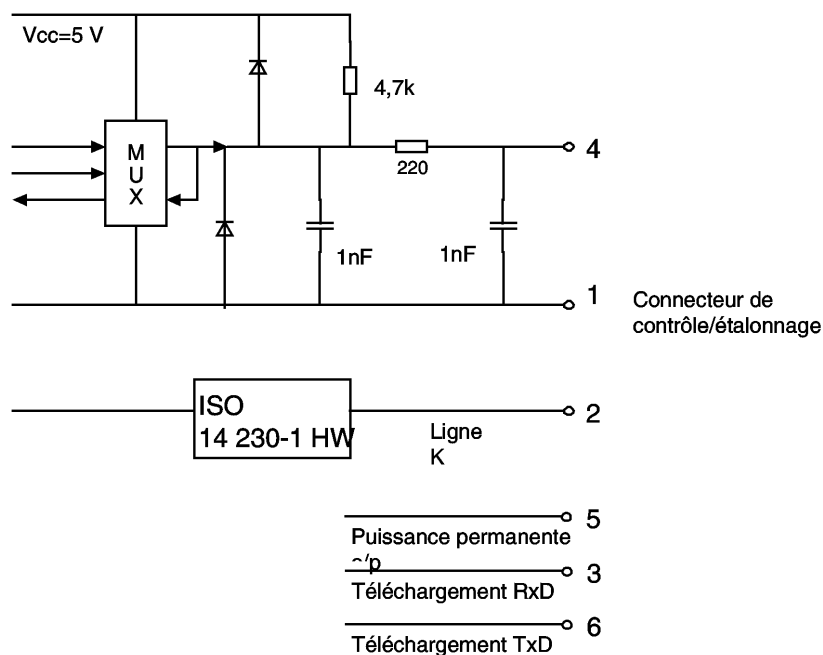 Vcc=5 V
4,7k
M
U
X
4
220
1nF
1nF
1
Connecteur de
contrôle/étalonnage
ISO
14 230-1 HW
2
Ligne
K
5
Puissance permanente
3
Téléchargement RxD
6
Téléchargement TxD